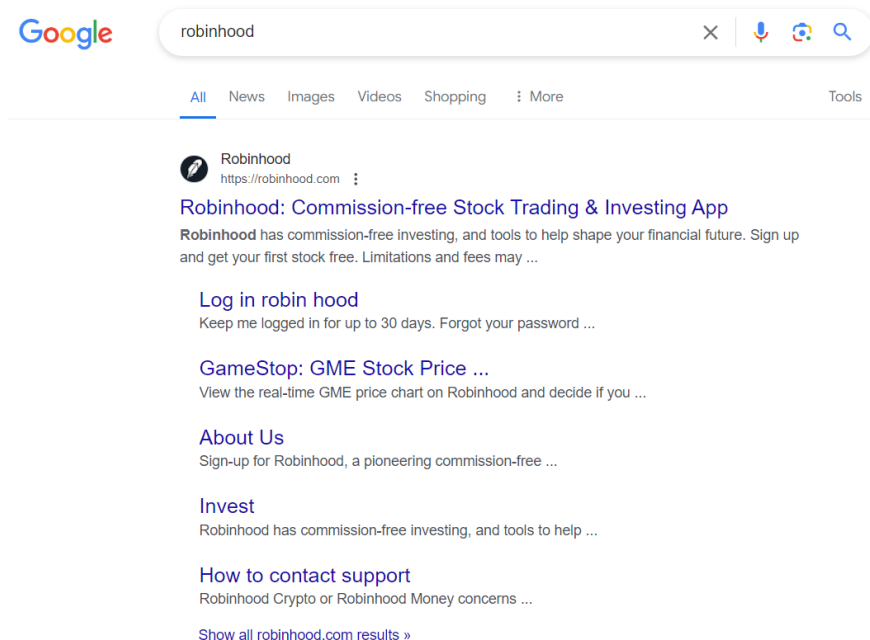 Google
robinhood
All News Images Videos Shopping More Tools
Robinhood
https://robinhood.com
Robinhood: Commission-free Stock Trading & Investing App
Robinhood has commission-free investing, and tools to help shape your financial future. Sign up
and get your first stock free. Limitations and fees may ...
Log in robin hood
Keep me logged in for up to 30 days. Forgot your password ...
GameStop: GME Stock Price ...
View the real-time GME price chart on Robinhood and decide if you ...
About Us
Sign-up for Robinhood, a pioneering commission-free ...
Invest
Robinhood has commission-free investing, and tools to help ...
How to contact support
Robinhood Crypto or Robinhood Money concerns ...
Show all robinhood.com results »